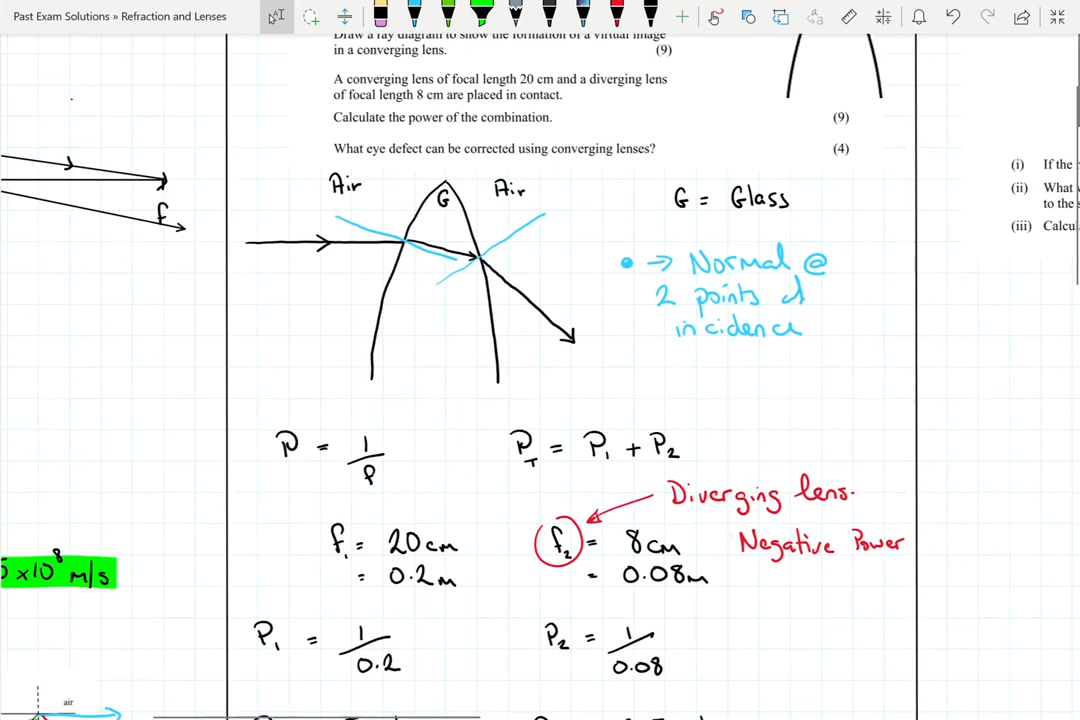 Past Exam Solutions » Refraction and Lenses
Draw a ray diagram to show the formation of a virtual image
in a converging lens. (9)
A converging lens of focal length 20 cm and a diverging lens
of focal length 8 cm are placed in contact.
Calculate the power of the combination. (9)
What eye defect can be corrected using converging lenses? (4)
(i) If the
(ii) What
to the s
(iii) Calcu
f
Air G Air G = Glass
• → Normal @
2 points of
incidence
P = 1/f P_T = P_1 + P_2
Diverging lens.
f_1 = 20cm f_2 = 8cm Negative Power
= 0.2m = 0.08m
5 × 10^8 m/s
P_1 = 1/0.2 P_2 = 1/0.08
air